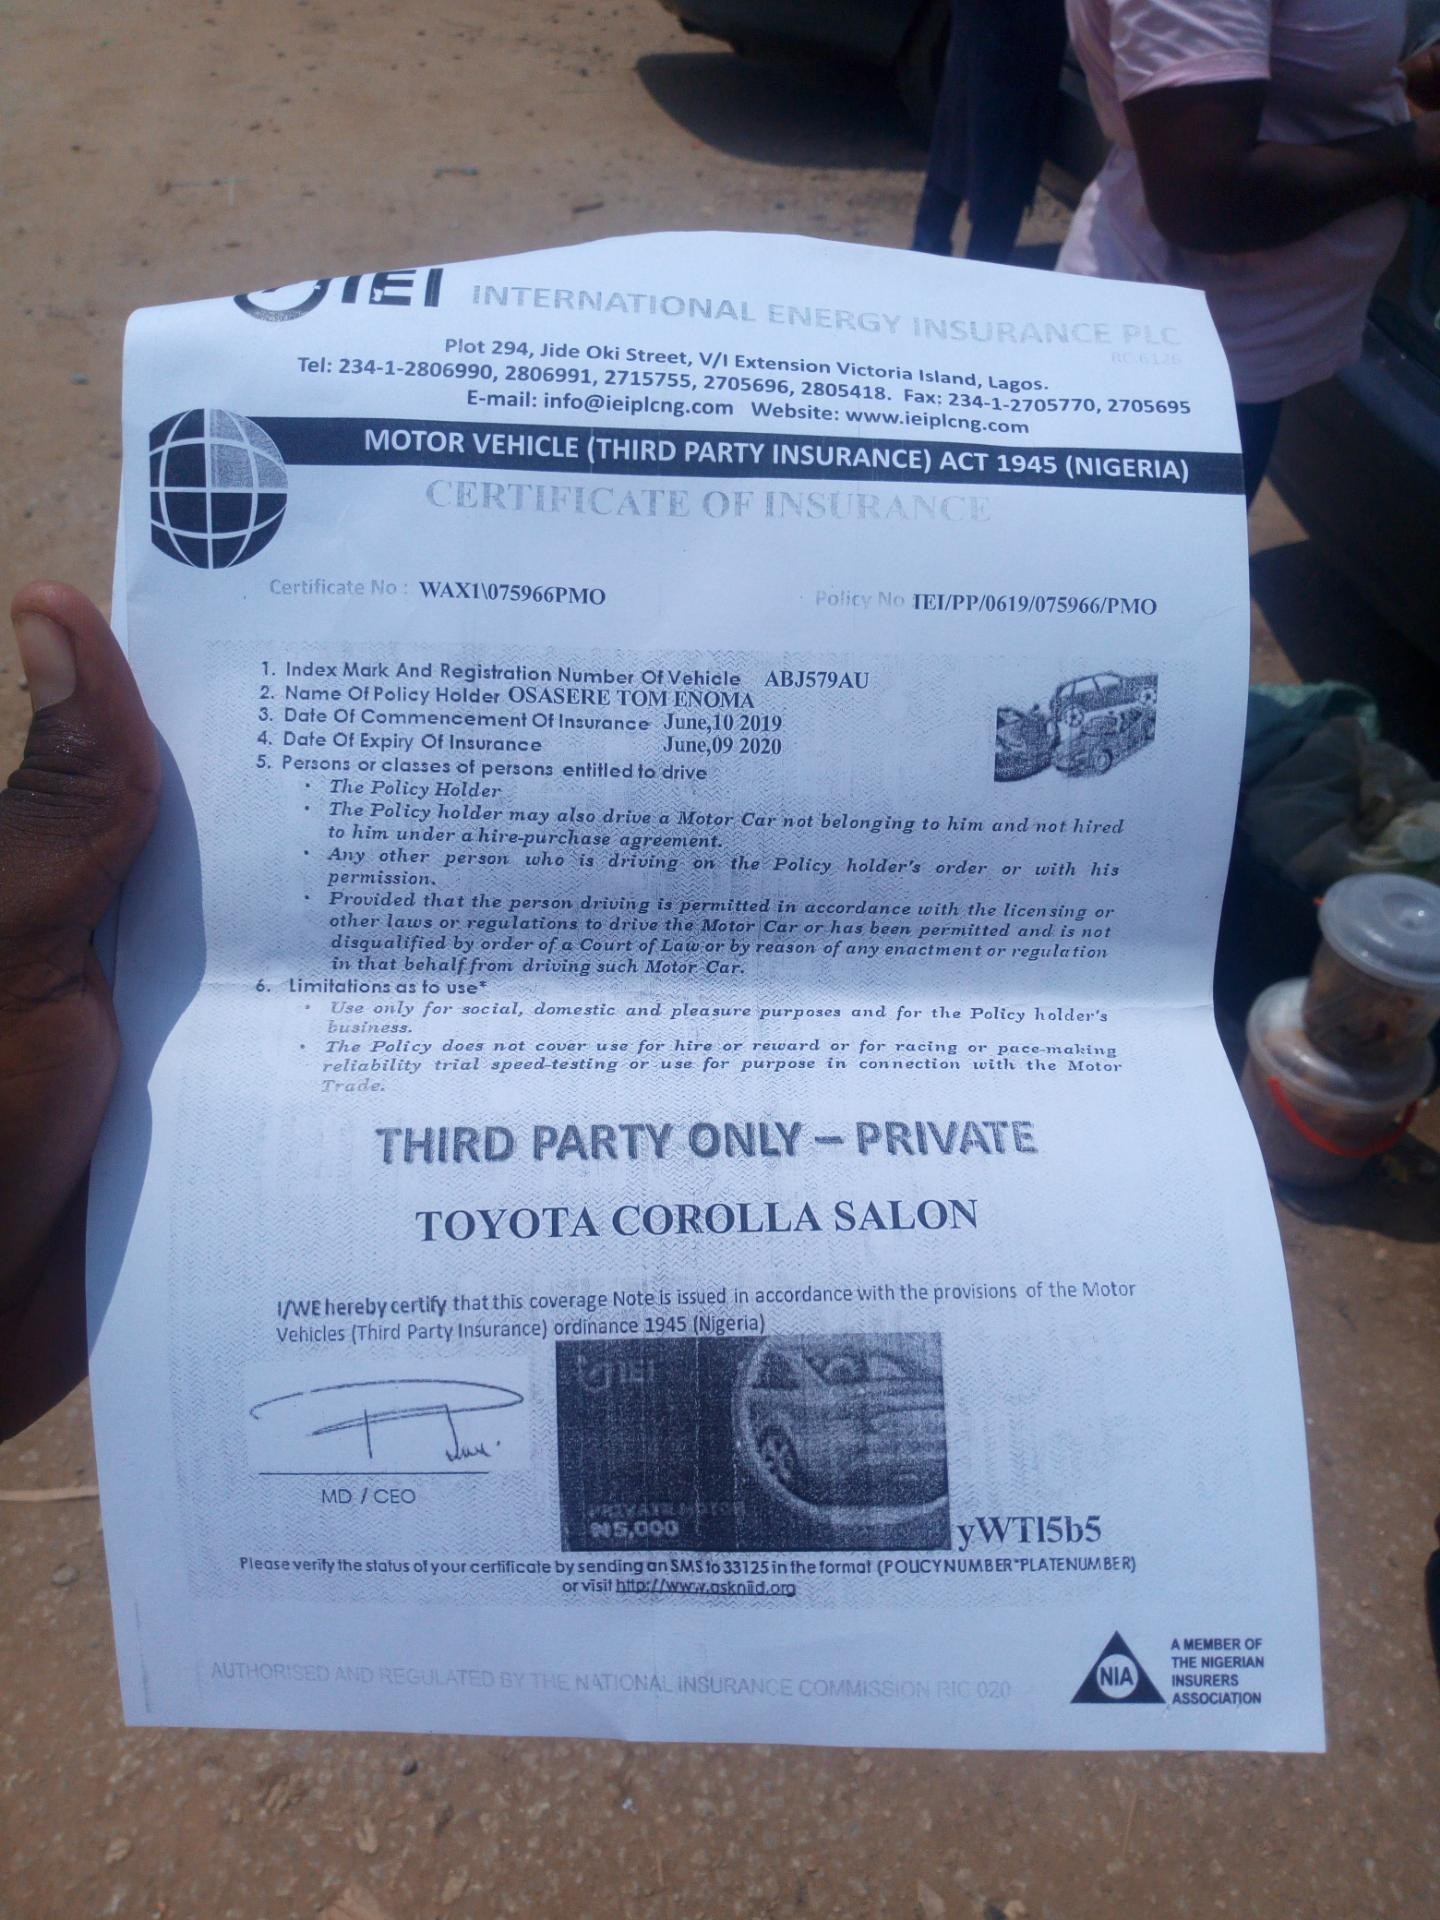 IEI INTERNATIONAL ENERGY INSURANCE PLC
RC 6126
Plot 294, Jide Oki Street, V/I Extension Victoria Island, Lagos.
Tel: 234-1-2806990, 2806991, 2715755, 2705696, 2805418. Fax: 234-1-2705770, 2705695
E-mail: info@ieiplcng.com Website: www.ieiplcng.com
MOTOR VEHICLE (THIRD PARTY INSURANCE) ACT 1945 (NIGERIA)
CERTIFICATE OF INSURANCE
Certificate No : WAX1\075966PMO Policy No IEI/PP/0619/075966/PMO
1. Index Mark And Registration Number Of Vehicle ABJ579AU
2. Name Of Policy Holder OSASERE TOM ENOMA
3. Date Of Commencement Of Insurance June,10 2019
4. Date Of Expiry Of Insurance June,09 2020
5. Persons or classes of persons entitled to drive
• The Policy Holder
• The Policy holder may also drive a Motor Car not belonging to him and not hired
to him under a hire-purchase agreement.
• Any other person who is driving on the Policy holder's order or with his
permission.
• Provided that the person driving is permitted in accordance with the licensing or
other laws or regulations to drive the Motor Car or has been permitted and is not
disqualified by order of a Court of Law or by reason of any enactment or regulation
in that behalf from driving such Motor Car.
6. Limitations as to use*
• Use only for social, domestic and pleasure purposes and for the Policy holder's
business.
• The Policy does not cover use for hire or reward or for racing or pace-making
reliability trial speed-testing or use for purpose in connection with the Motor
Trade.
THIRD PARTY ONLY – PRIVATE
TOYOTA COROLLA SALON
I/WE hereby certify that this coverage Note is issued in accordance with the provisions of the Motor
Vehicles (Third Party Insurance) ordinance 1945 (Nigeria)
IEI
PRIVATE MOTOR
₦5,000
yWTl5b5
MD / CEO
Please verify the status of your certificate by sending an SMS to 33125 in the format (POLICYNUMBER*PLATENUMBER)
or visit http://www.askniid.org
AUTHORISED AND REGULATED BY THE NATIONAL INSURANCE COMMISSION RIC 020
NIA
A MEMBER OF
THE NIGERIAN
INSURERS
ASSOCIATION